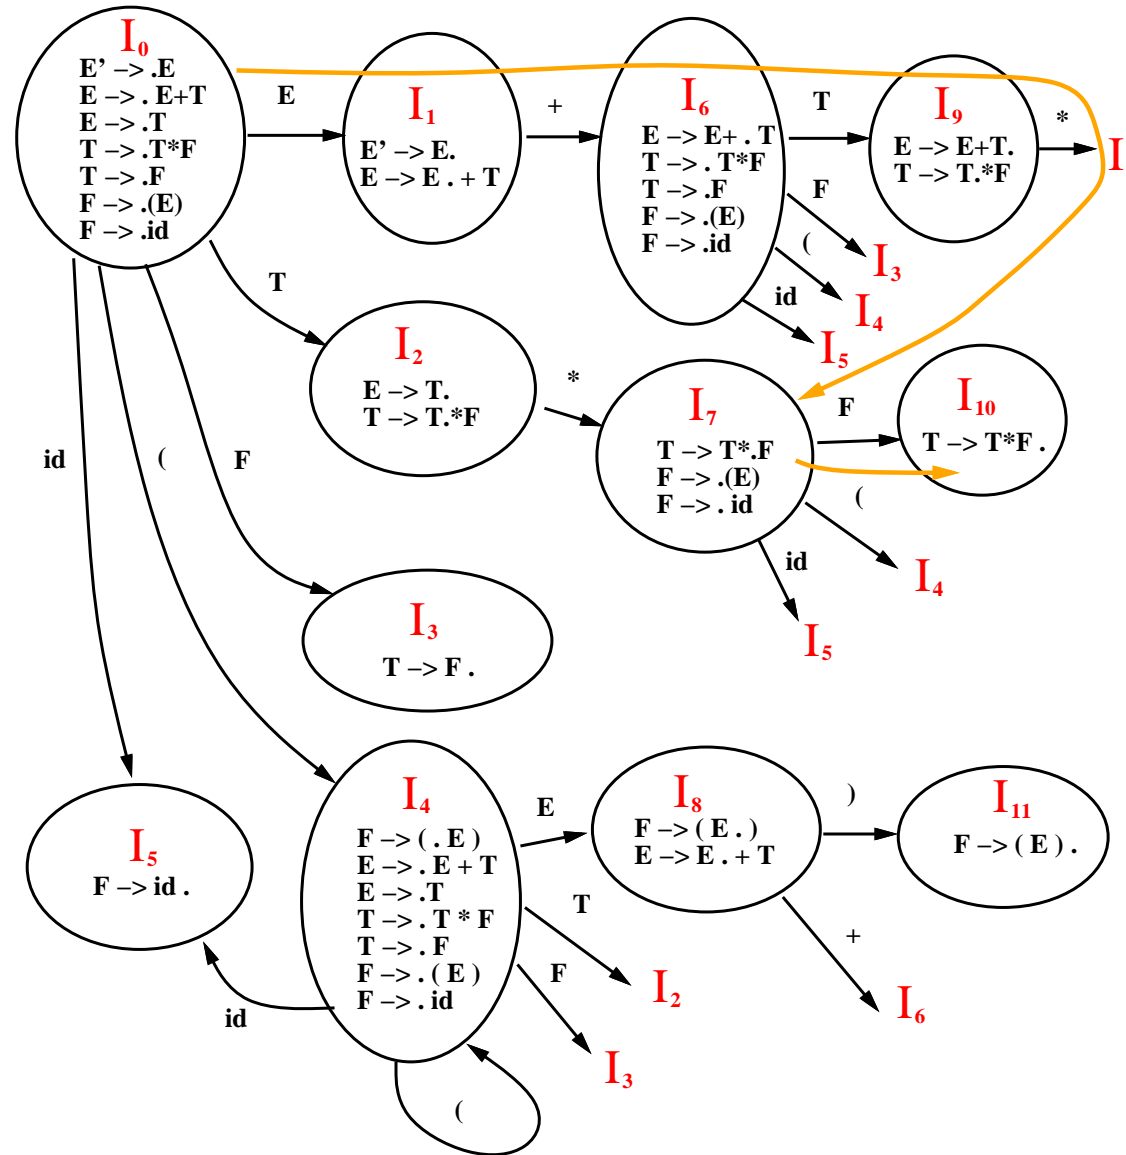 I0
E’ –> .E
E –> . E+T
E –> .T
T –> .T*F
T –> .F
F –> .(E)
F –> .id
E
I1
E’ –> E.
E –> E . + T
+
I6
E –> E+ . T
T –> . T*F
T –> .F
F –> .(E)
F –> .id
T
I9
E –> E+T.
T –> T.*F
*
I
F
I3
(
I4
id
I5
T
I2
E –> T.
T –> T.*F
*
I7
T –> T*.F
F –> .(E)
F –> . id
F
I10
T –> T*F .
(
I4
id
I5
id
(
F
I3
T –> F .
I5
F –> id .
I4
F –> ( . E )
E –> . E + T
E –> .T
T –> . T * F
T –> . F
F –> . ( E )
F –> . id
E
I8
F –> ( E . )
E –> E . + T
)
I11
F –> ( E ) .
T
I2
F
I3
+
I6
id
(